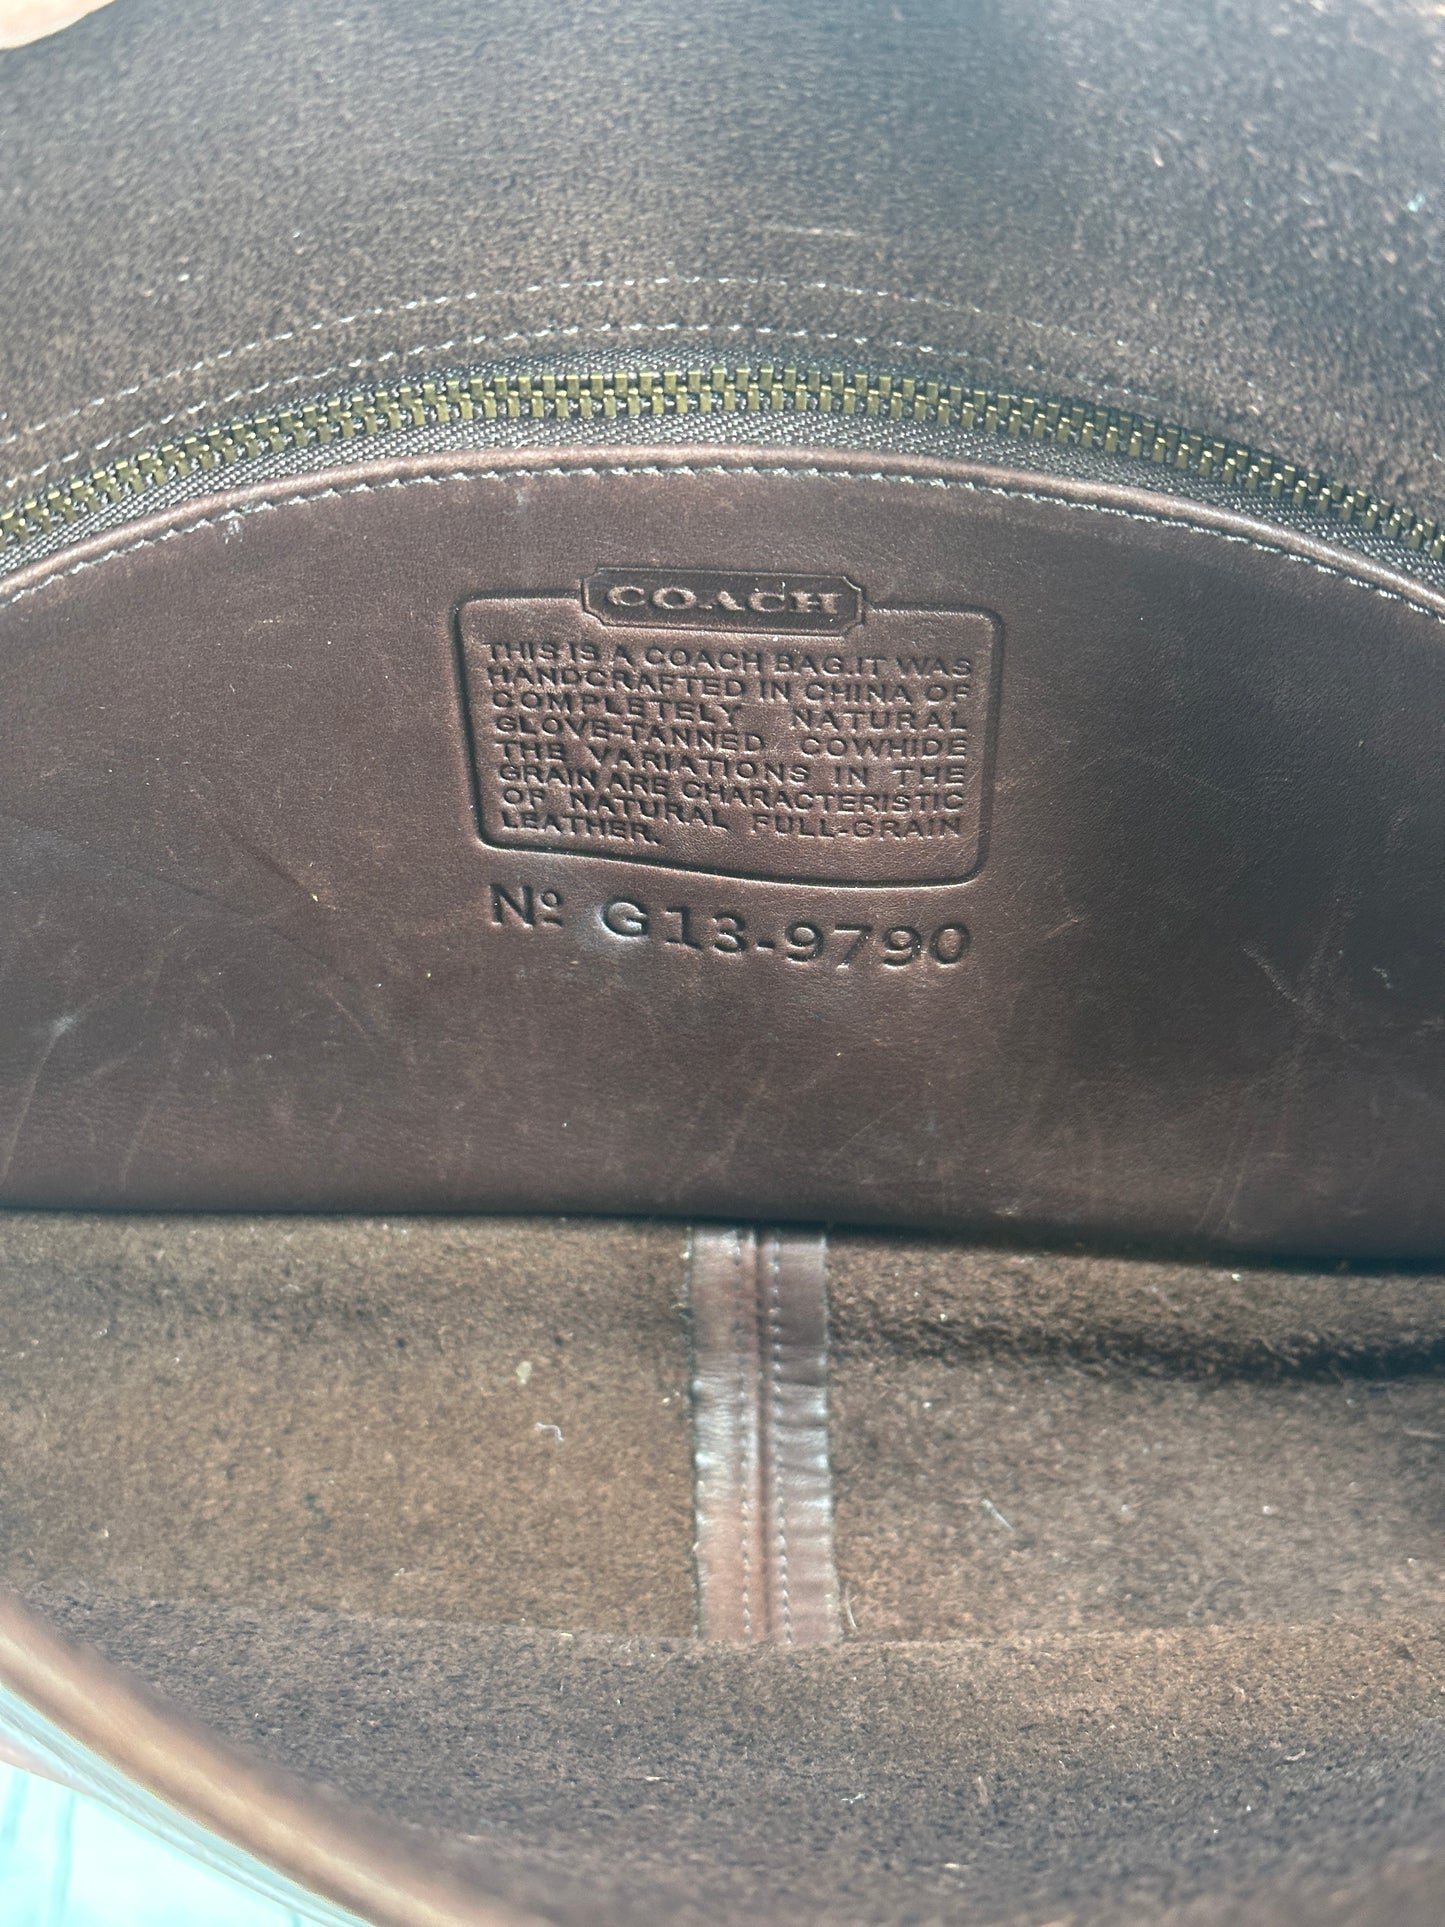 COACH
THIS IS A COACH BAG.IT WAS
HANDCRAFTED IN CHINA OF
COMPLETELY NATURAL
GLOVE-TANNED COWHIDE
THE VARIATIONS IN THE
GRAIN ARE CHARACTERISTIC
OF NATURAL FULL-GRAIN
LEATHER.
Nº G13-9790